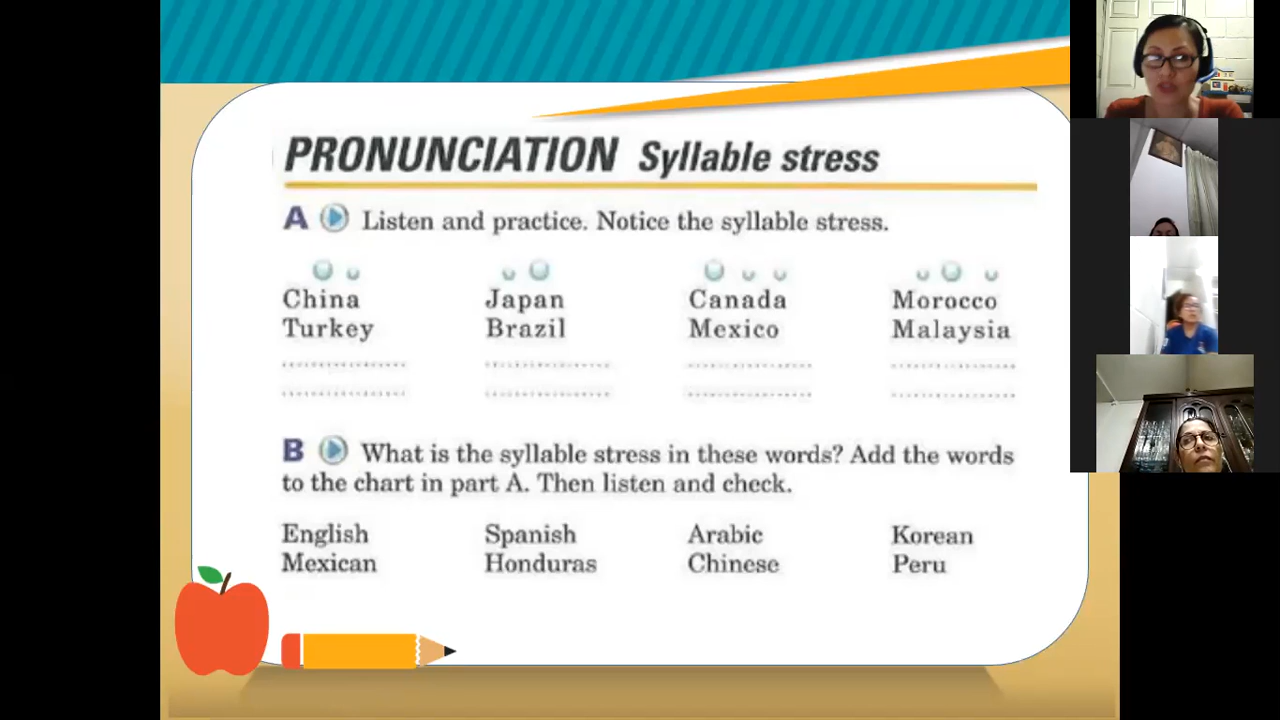 PRONUNCIATION Syllable stress
A Listen and practice. Notice the syllable stress.
China Japan Canada Morocco
Turkey Brazil Mexico Malaysia
B What is the syllable stress in these words? Add the words
to the chart in part A. Then listen and check.
English Spanish Arabic Korean
Mexican Honduras Chinese Peru